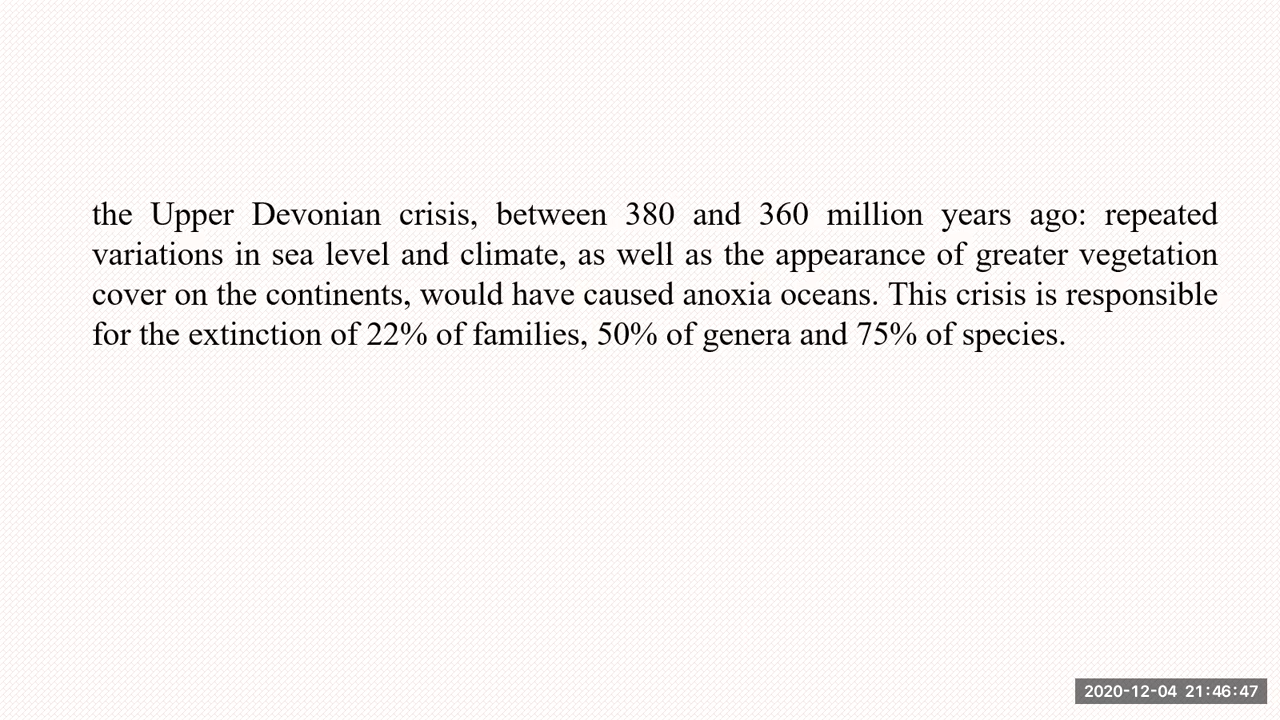 the Upper Devonian crisis, between 380 and 360 million years ago: repeated
variations in sea level and climate, as well as the appearance of greater vegetation
cover on the continents, would have caused anoxia oceans. This crisis is responsible
for the extinction of 22% of families, 50% of genera and 75% of species.
2020-12-04 21:46:47